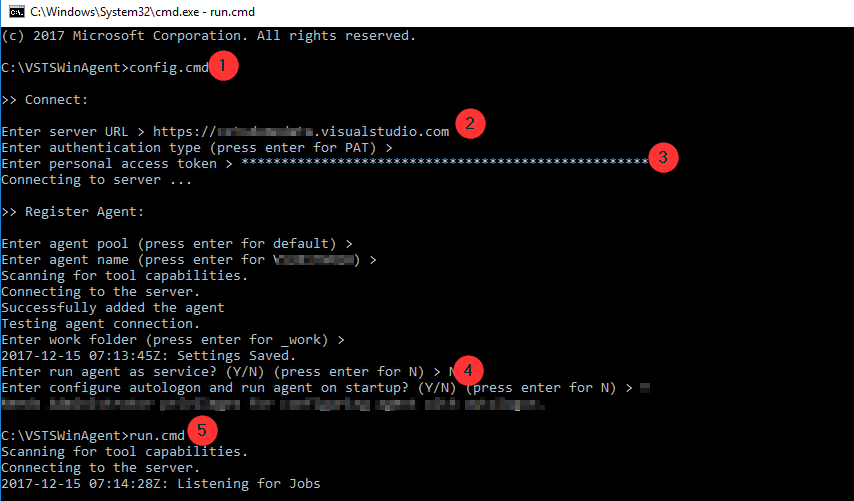 C:\Windows\System32\cmd.exe - run.cmd
(c) 2017 Microsoft Corporation. All rights reserved.
C:\VSTSWinAgent>config.cmd 1
>> Connect:
Enter server URL > https://.visualstudio.com 2
Enter authentication type (press enter for PAT) >
Enter personal access token > *************************************************** 3
Connecting to server ...
>> Register Agent:
Enter agent pool (press enter for default) >
Enter agent name (press enter for ) >
Scanning for tool capabilities.
Connecting to the server.
Successfully added the agent
Testing agent connection.
Enter work folder (press enter for _work) >
2017-12-15 07:13:45Z: Settings Saved.
Enter run agent as service? (Y/N) (press enter for N) > N 4
Enter configure autologon and run agent on startup? (Y/N) (press enter for N) >
C:\VSTSWinAgent>run.cmd 5
Scanning for tool capabilities.
Connecting to the server.
2017-12-15 07:14:28Z: Listening for Jobs